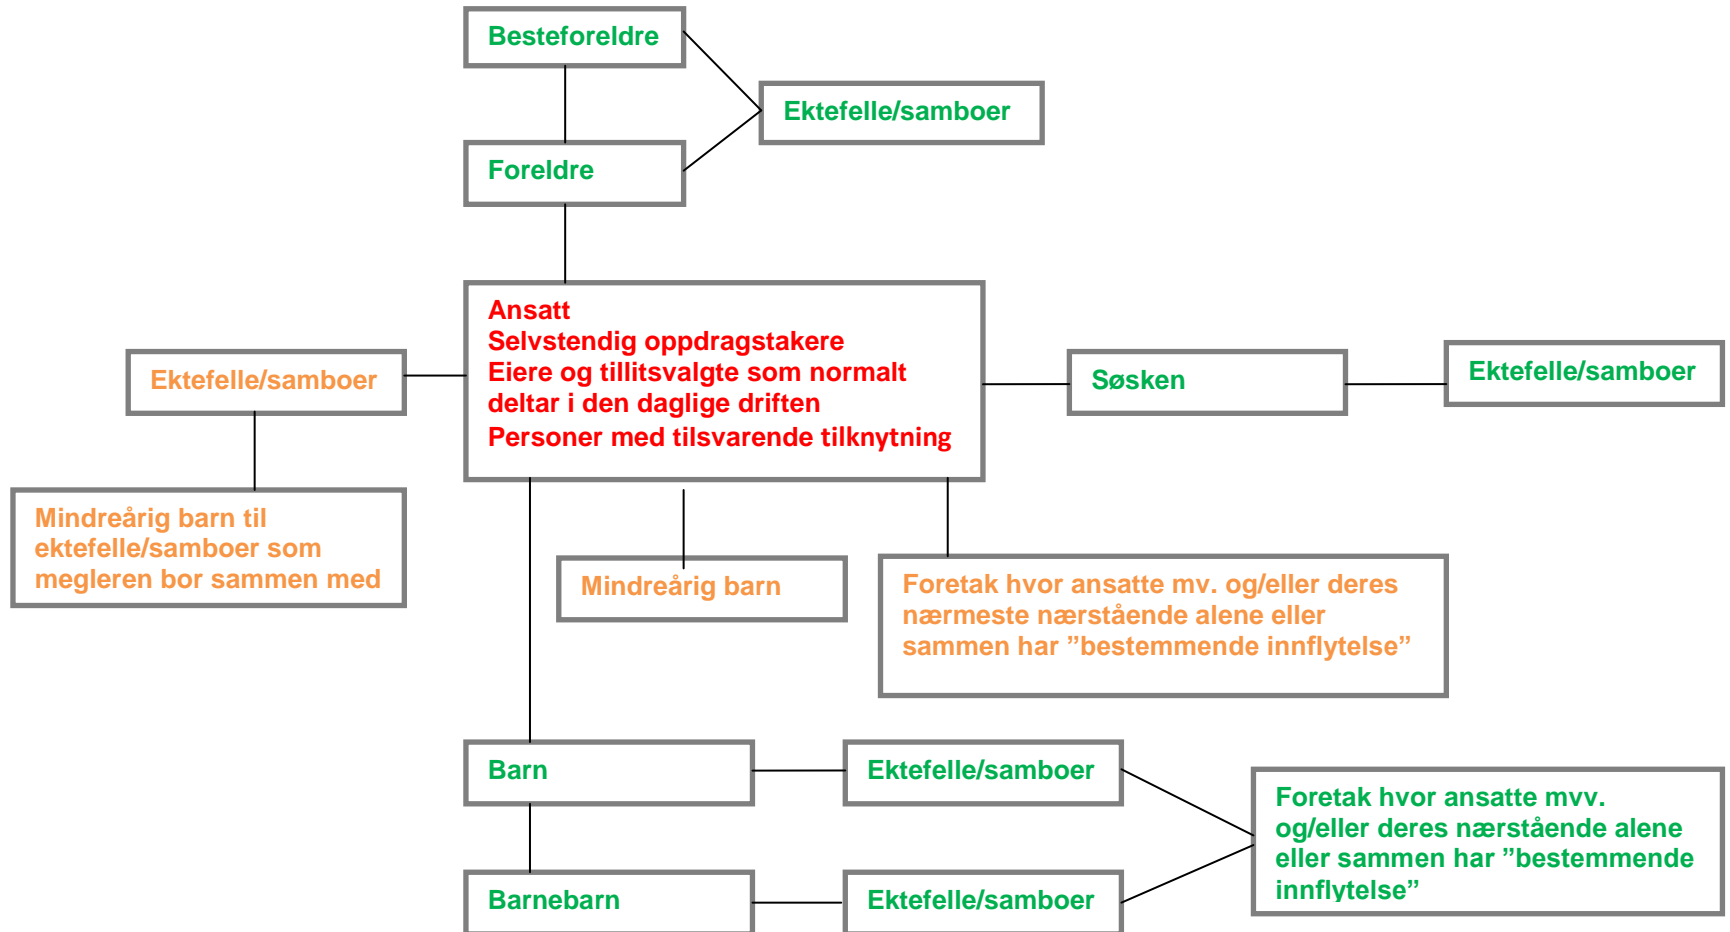 Besteforeldre
Ektefelle/samboer
Foreldre
Ansatt
Selvstendig oppdragstakere
Eiere og tillitsvalgte som normalt
deltar i den daglige driften
Personer med tilsvarende tilknytning
Ektefelle/samboer
Søsken
Ektefelle/samboer
Mindreårig barn til
ektefelle/samboer som
megleren bor sammen med
Mindreårig barn
Foretak hvor ansatte mv. og/eller deres
nærmeste nærstående alene eller
sammen har ”bestemmende innflytelse”
Barn
Ektefelle/samboer
Foretak hvor ansatte mvv.
og/eller deres nærstående alene
eller sammen har ”bestemmende
innflytelse”
Barnebarn
Ektefelle/samboer